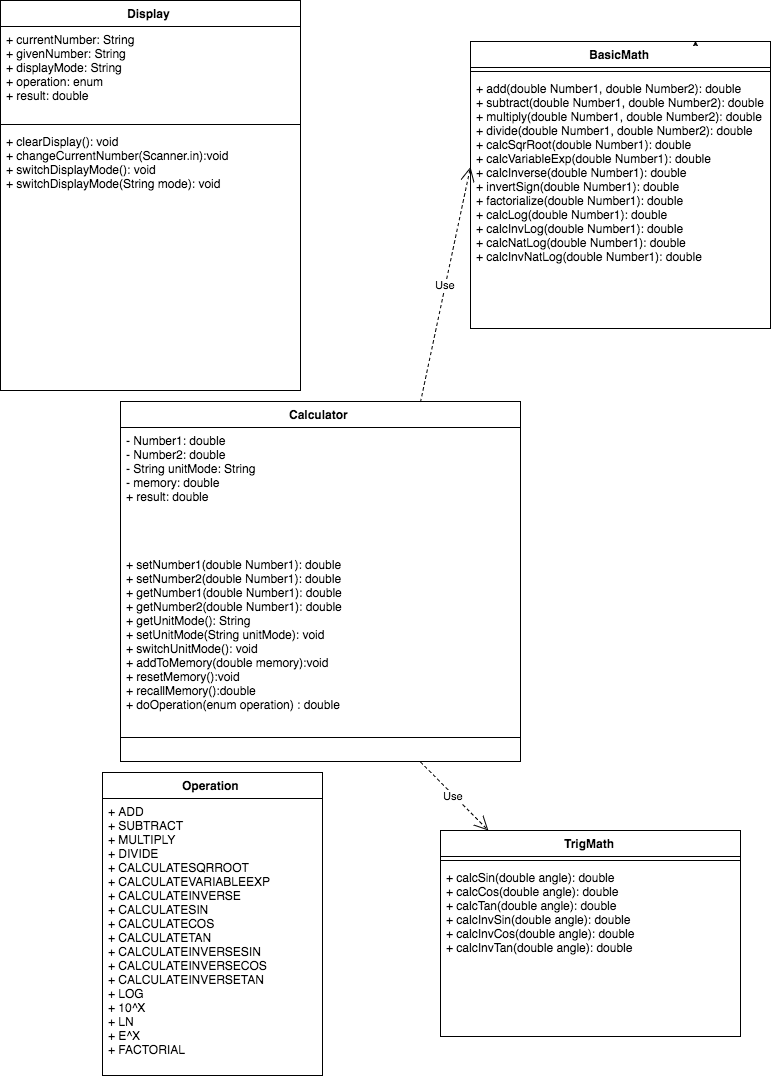 Display
+ currentNumber: String
+ givenNumber: String
+ displayMode: String
+ operation: enum
+ result: double
+ clearDisplay(): void
+ changeCurrentNumber(Scanner.in):void
+ switchDisplayMode(): void
+ switchDisplayMode(String mode): void
BasicMath
+ add(double Number1, double Number2): double
+ subtract(double Number1, double Number2): double
+ multiply(double Number1, double Number2): double
+ divide(double Number1, double Number2): double
+ calcSqrRoot(double Number1): double
+ calcVariableExp(double Number1): double
+ calcInverse(double Number1): double
+ invertSign(double Number1): double
+ factorialize(double Number1): double
+ calcLog(double Number1): double
+ calcInvLog(double Number1): double
+ calcNatLog(double Number1): double
+ calcInvNatLog(double Number1): double
Use
Calculator
- Number1: double
- Number2: double
- String unitMode: String
- memory: double
+ result: double
+ setNumber1(double Number1): double
+ setNumber2(double Number1): double
+ getNumber1(double Number1): double
+ getNumber2(double Number1): double
+ getUnitMode(): String
+ setUnitMode(String unitMode): void
+ switchUnitMode(): void
+ addToMemory(double memory):void
+ resetMemory():void
+ recallMemory():double
+ doOperation(enum operation) : double
Use
Operation
+ ADD
+ SUBTRACT
+ MULTIPLY
+ DIVIDE
+ CALCULATESQRROOT
+ CALCULATEVARIABLEEXP
+ CALCULATEINVERSE
+ CALCULATESIN
+ CALCULATECOS
+ CALCULATETAN
+ CALCULATEINVERSESIN
+ CALCULATEINVERSECOS
+ CALCULATEINVERSETAN
+ LOG
+ 10^X
+ LN
+ E^X
+ FACTORIAL
TrigMath
+ calcSin(double angle): double
+ calcCos(double angle): double
+ calcTan(double angle): double
+ calcInvSin(double angle): double
+ calcInvCos(double angle): double
+ calcInvTan(double angle): double